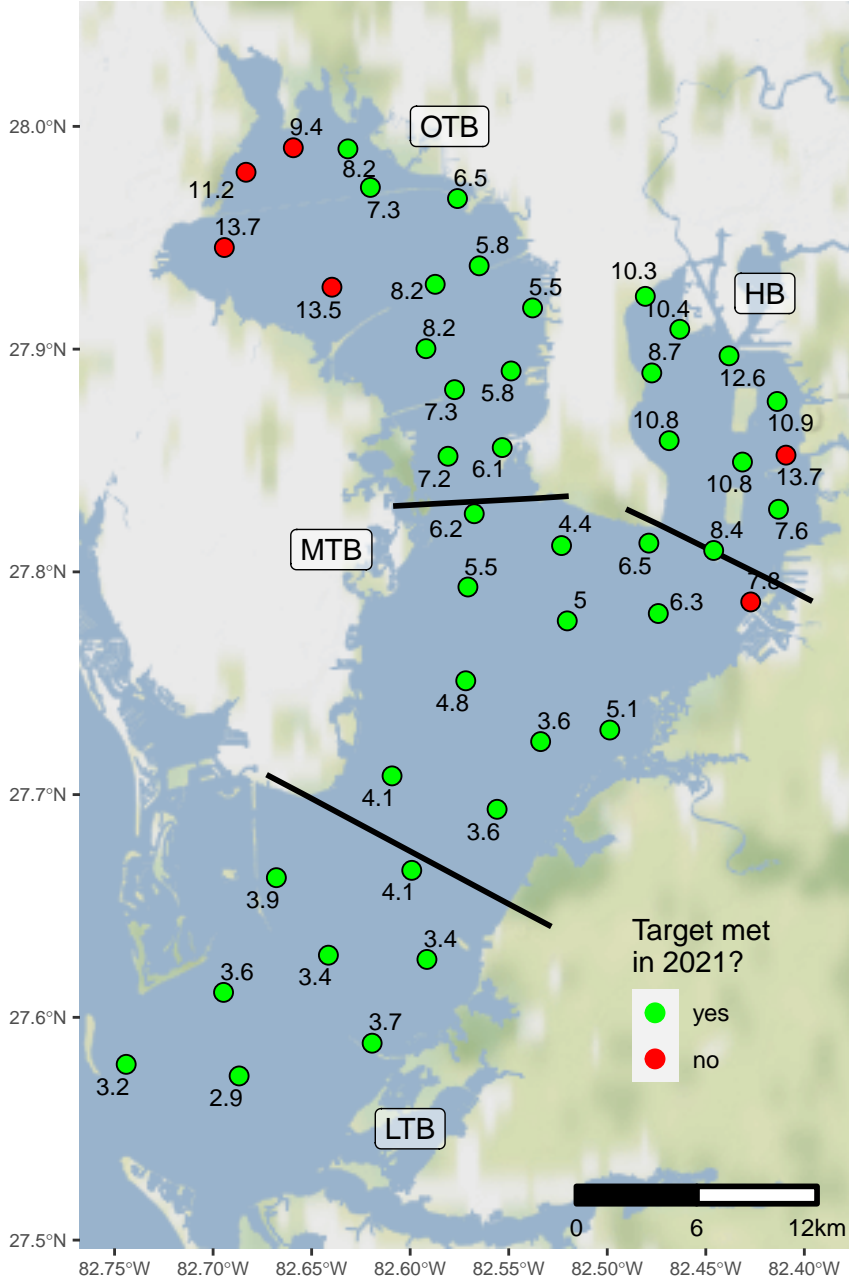 28.0°N
27.9°N
27.8°N
27.7°N
27.6°N
27.5°N
9.4
OTB
8.2
11.2
6.5
7.3
13.7
5.8
10.3
HB
8.2
5.5
13.5
10.4
8.2
8.7
12.6
5.8
7.3
10.9
10.8
6.1
7.2
10.8
13.7
6.2
4.4
8.4
7.6
MTB
6.5
5.5
7.8
5
6.3
4.8
3.6
5.1
4.1
3.6
4.1
3.9
3.4
3.4
3.6
3.7
3.2
2.9
LTB
Target met
in 2021?
yes
no
0 6 12km
82.75°W 82.70°W 82.65°W 82.60°W 82.55°W 82.50°W 82.45°W 82.40°W